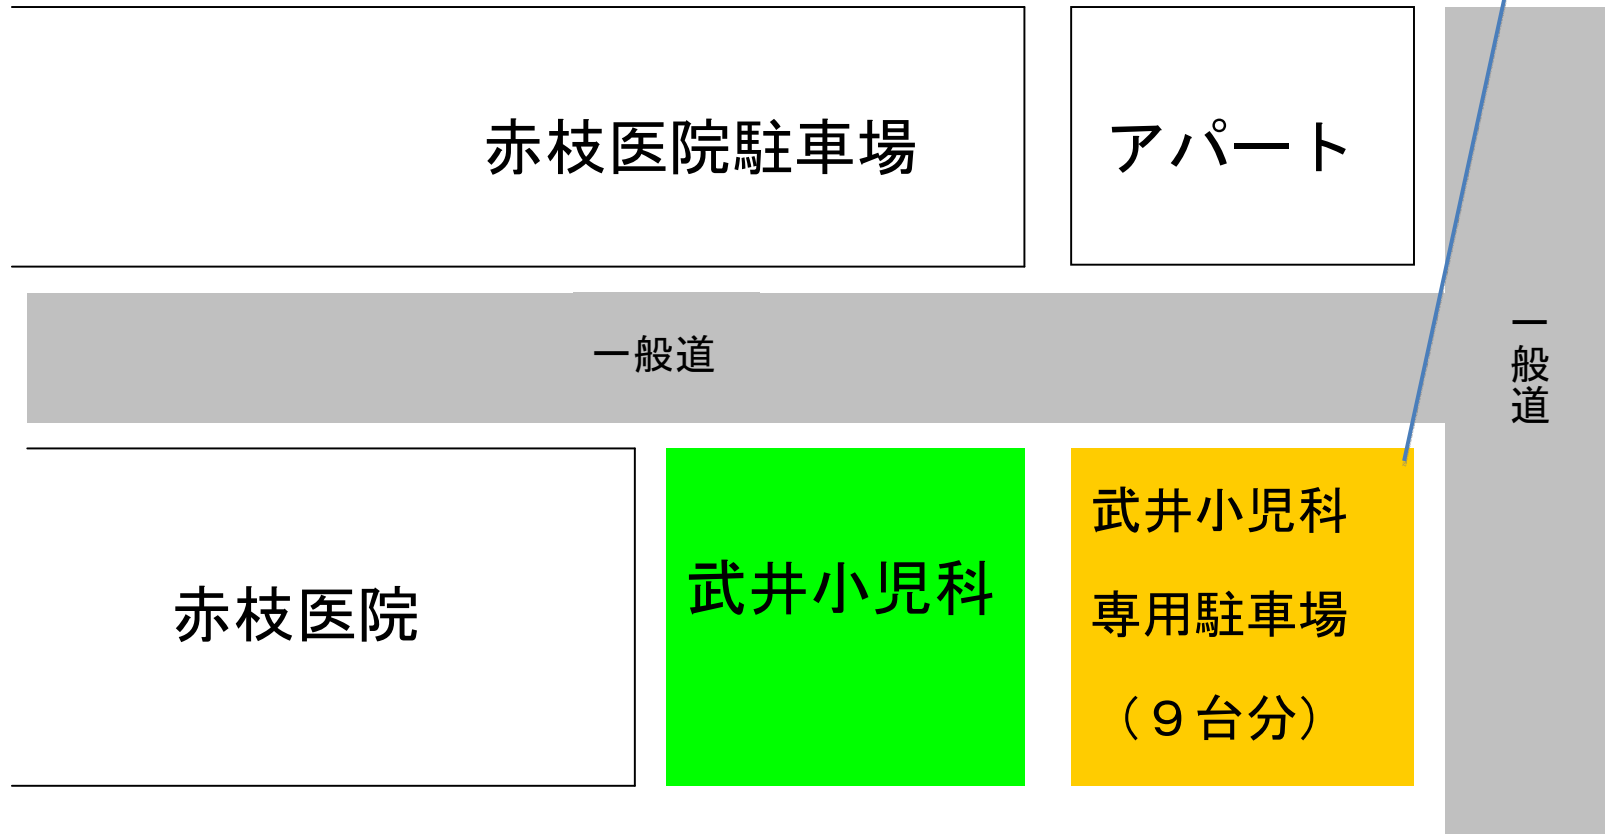 赤枝医院駐車場
アパート
一般道
一般道
赤枝医院
武井小児科
武井小児科
専用駐車場
（９台分）